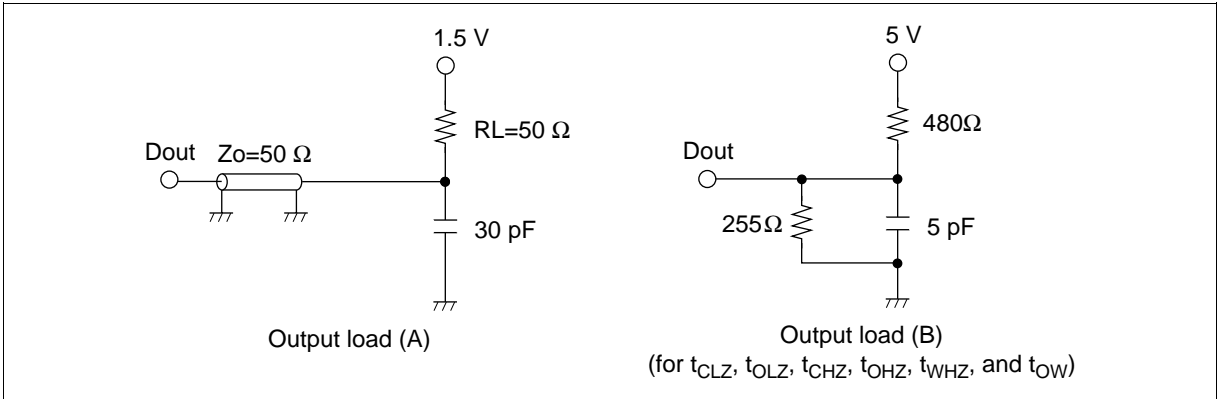 1.5 V
RL=50 Ω
Dout
Zo=50 Ω
30 pF
Output load (A)
5 V
480Ω
Dout
255Ω
5 pF
Output load (B)
(for tCLZ, tOLZ, tCHZ, tOHZ, tWHZ, and tOW)